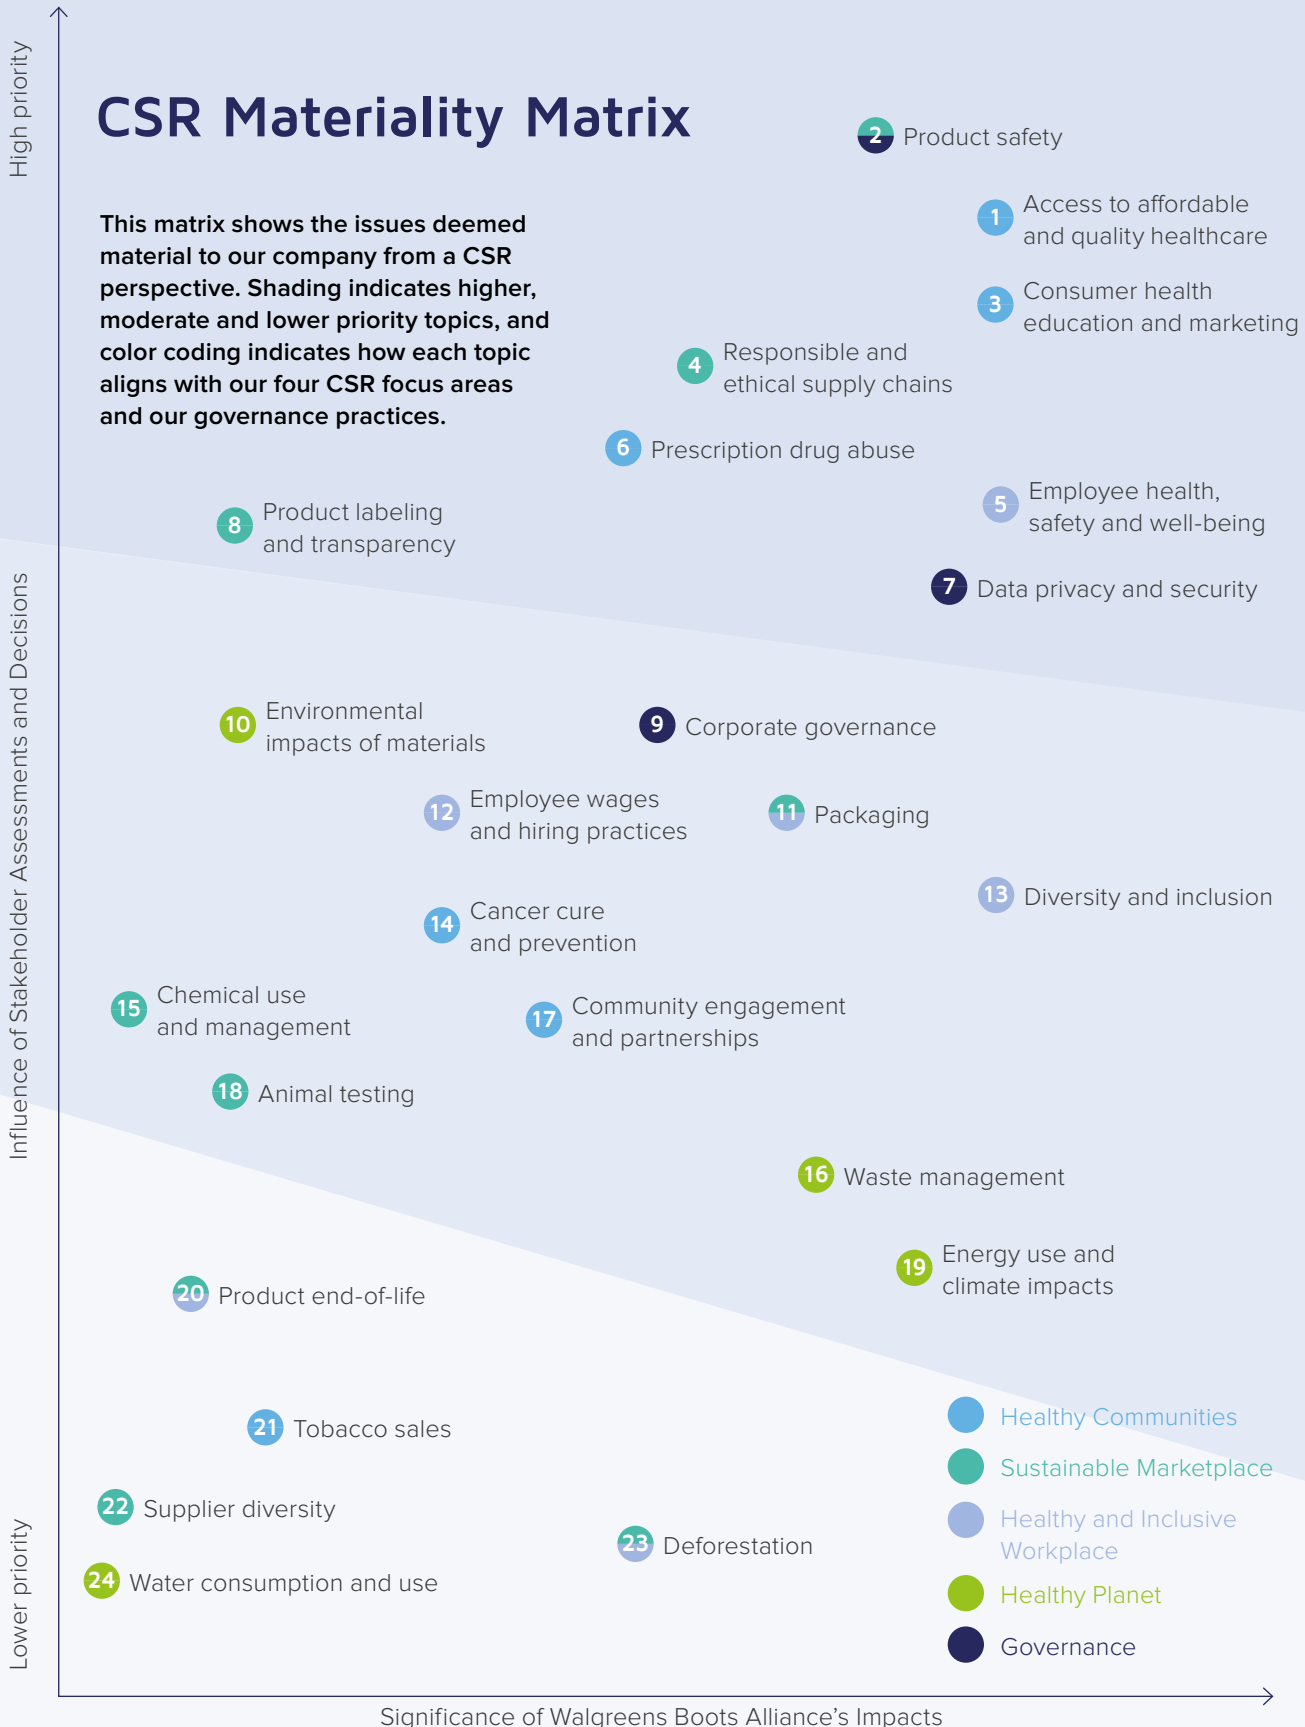 High priority
Influence of Stakeholder Assessments and Decisions
Lower priority
CSR Materiality Matrix
This matrix shows the issues deemed
material to our company from a CSR
perspective. Shading indicates higher,
moderate and lower priority topics, and
color coding indicates how each topic
aligns with our four CSR focus areas
and our governance practices.
2 Product safety
1 Access to affordable
and quality healthcare
3 Consumer health
education and marketing
4 Responsible and
ethical supply chains
6 Prescription drug abuse
5 Employee health,
safety and well-being
8 Product labeling
and transparency
7 Data privacy and security
10 Environmental
impacts of materials
9 Corporate governance
12 Employee wages
and hiring practices
11 Packaging
13 Diversity and inclusion
14 Cancer cure
and prevention
15 Chemical use
and management
17 Community engagement
and partnerships
18 Animal testing
16 Waste management
19 Energy use and
climate impacts
20 Product end-of-life
21 Tobacco sales
22 Supplier diversity
23 Deforestation
24 Water consumption and use
Healthy Communities
Sustainable Marketplace
Healthy and Inclusive
Workplace
Healthy Planet
Governance
Significance of Walgreens Boots Alliance's Impacts